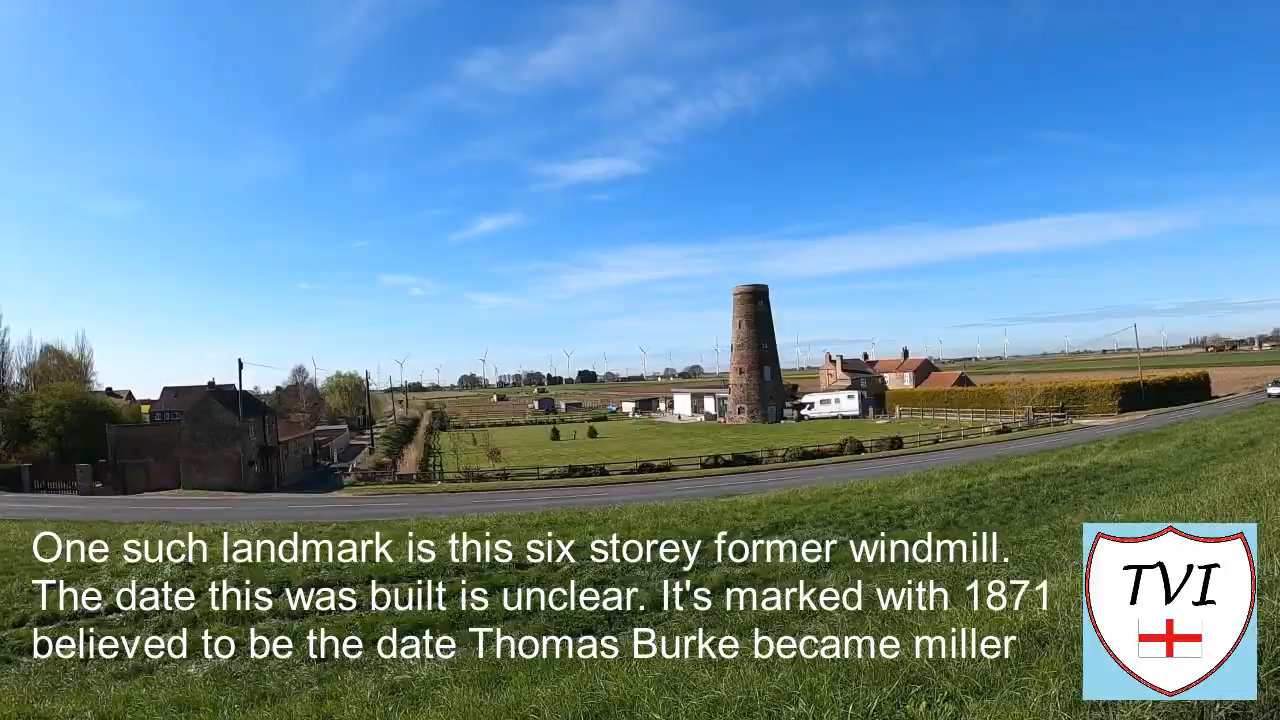 One such landmark is this six storey former windmill.
The date this was built is unclear. It's marked with 1871
believed to be the date Thomas Burke became miller
TVI